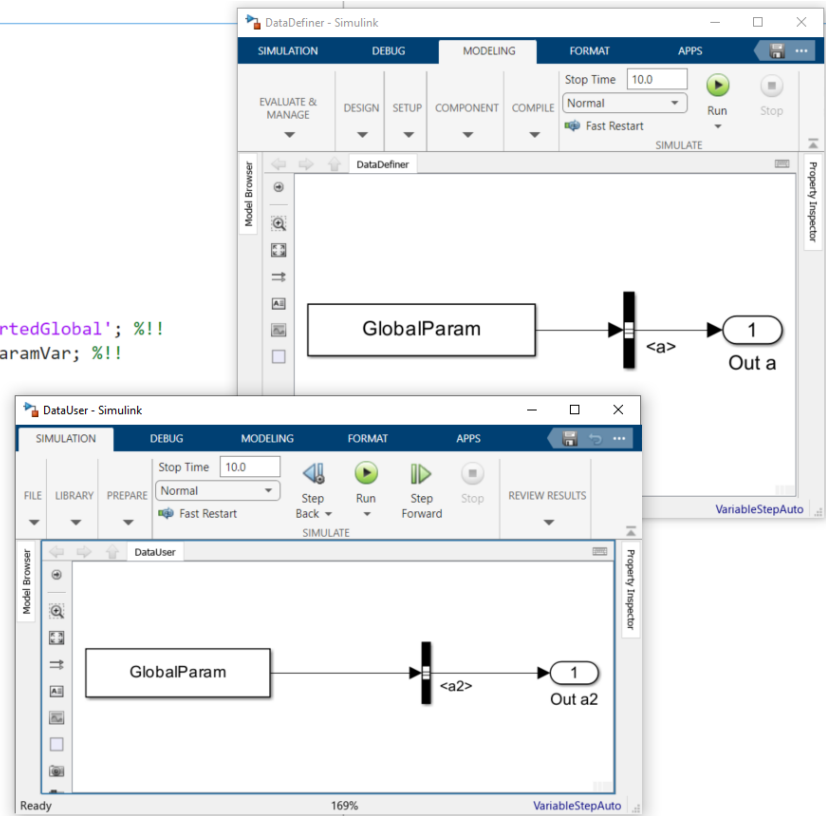 DataDefiner - Simulink
SIMULATION DEBUG MODELING FORMAT APPS
EVALUATE & MANAGE
DESIGN SETUP COMPONENT COMPILE
Stop Time 10.0
Normal
Fast Restart
Run Stop
SIMULATE
Model Browser
DataDefiner
Property Inspector
GlobalParam
<a>
1
Out a
VariableStepAuto
rtedGlobal'; %!!
aramVar; %!!
DataUser - Simulink
SIMULATION DEBUG MODELING FORMAT APPS
FILE LIBRARY PREPARE
Stop Time 10.0
Normal
Fast Restart
Step Back
Run
Step Forward
Stop
SIMULATE
REVIEW RESULTS
Model Browser
DataUser
Property Inspector
GlobalParam
<a2>
1
Out a2
Ready 169% VariableStepAuto